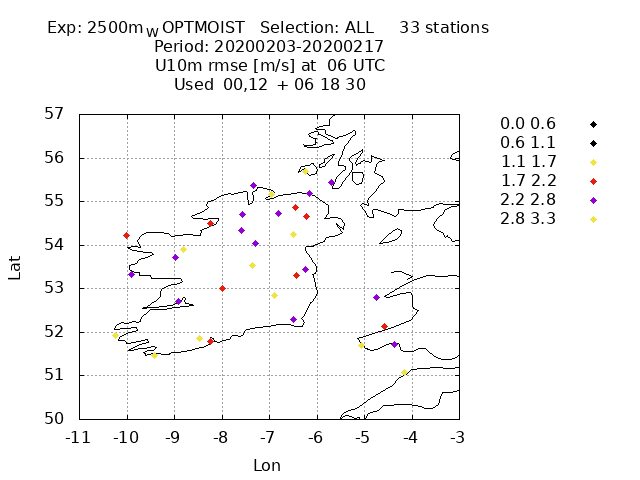 Exp: 2500mW OPTMOIST Selection: ALL 33 stations
Period: 20200203-20200217
U10m rmse [m/s] at 06 UTC
Used 00,12 + 06 18 30
57
56
55
54
53
52
51
50
Lat
-11 -10 -9 -8 -7 -6 -5 -4 -3
Lon
0.0 0.6
0.6 1.1
1.1 1.7
1.7 2.2
2.2 2.8
2.8 3.3